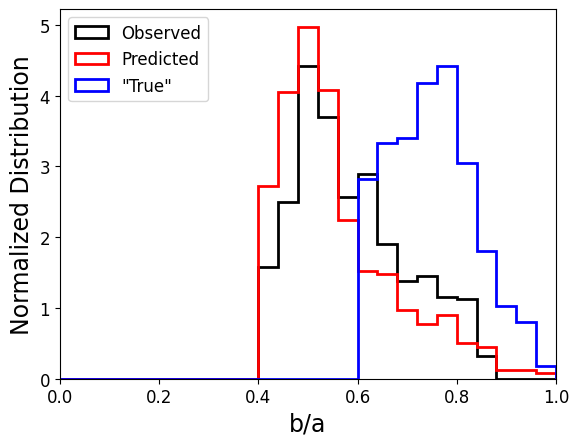 Observed
Predicted
"True"
Normalized Distribution
5
4
3
2
1
0
0.0 0.2 0.4 0.6 0.8 1.0
b/a